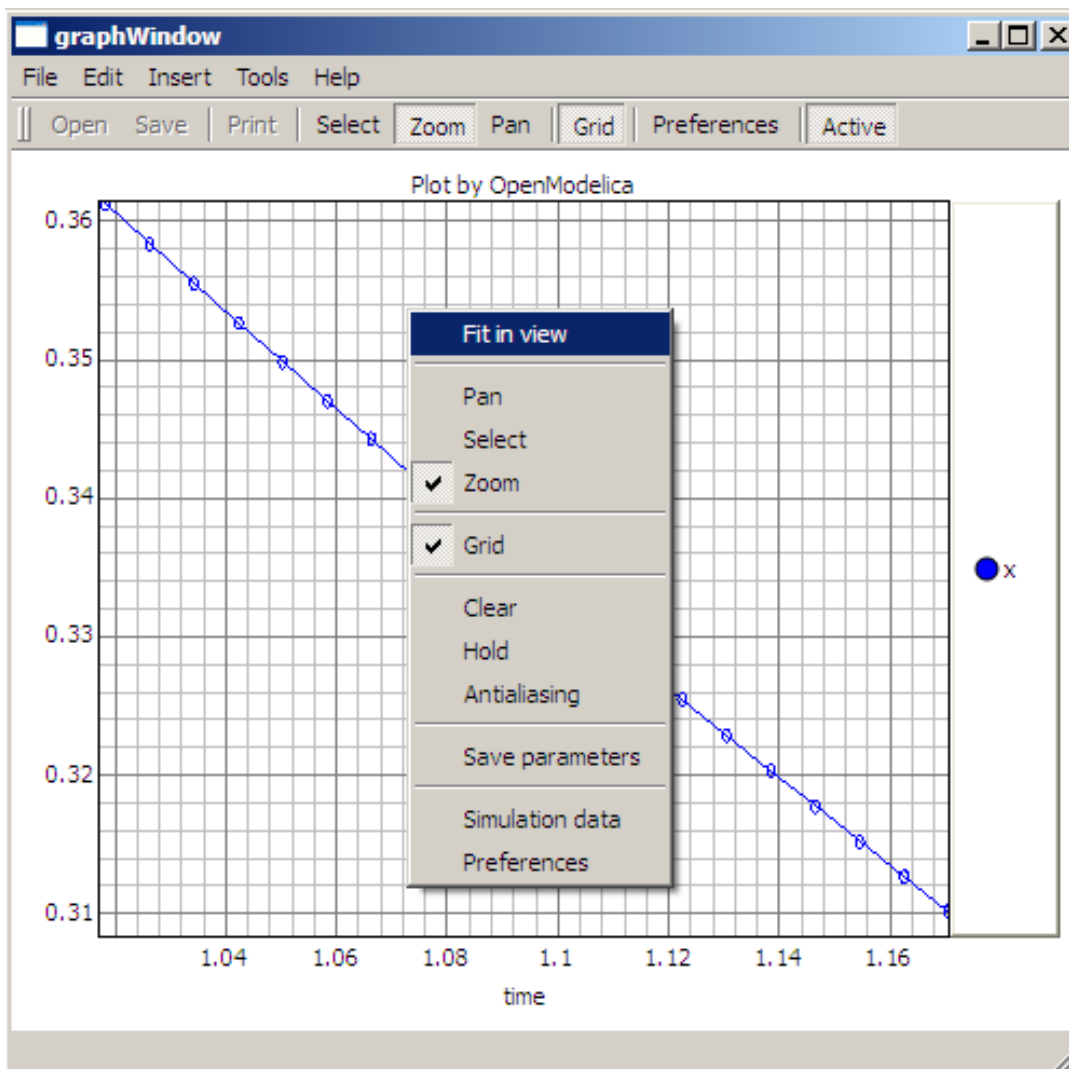 graphWindow
File Edit Insert Tools Help
Open Save Print Select Zoom Pan Grid Preferences Active
Plot by OpenModelica
0.36
0.35
0.34
0.33
0.32
0.31
Fit in view
Pan
Select
Zoom
Grid
Clear
Hold
Antialiasing
Save parameters
Simulation data
Preferences
x
1.04 1.06 1.08 1.1 1.12 1.14 1.16
time